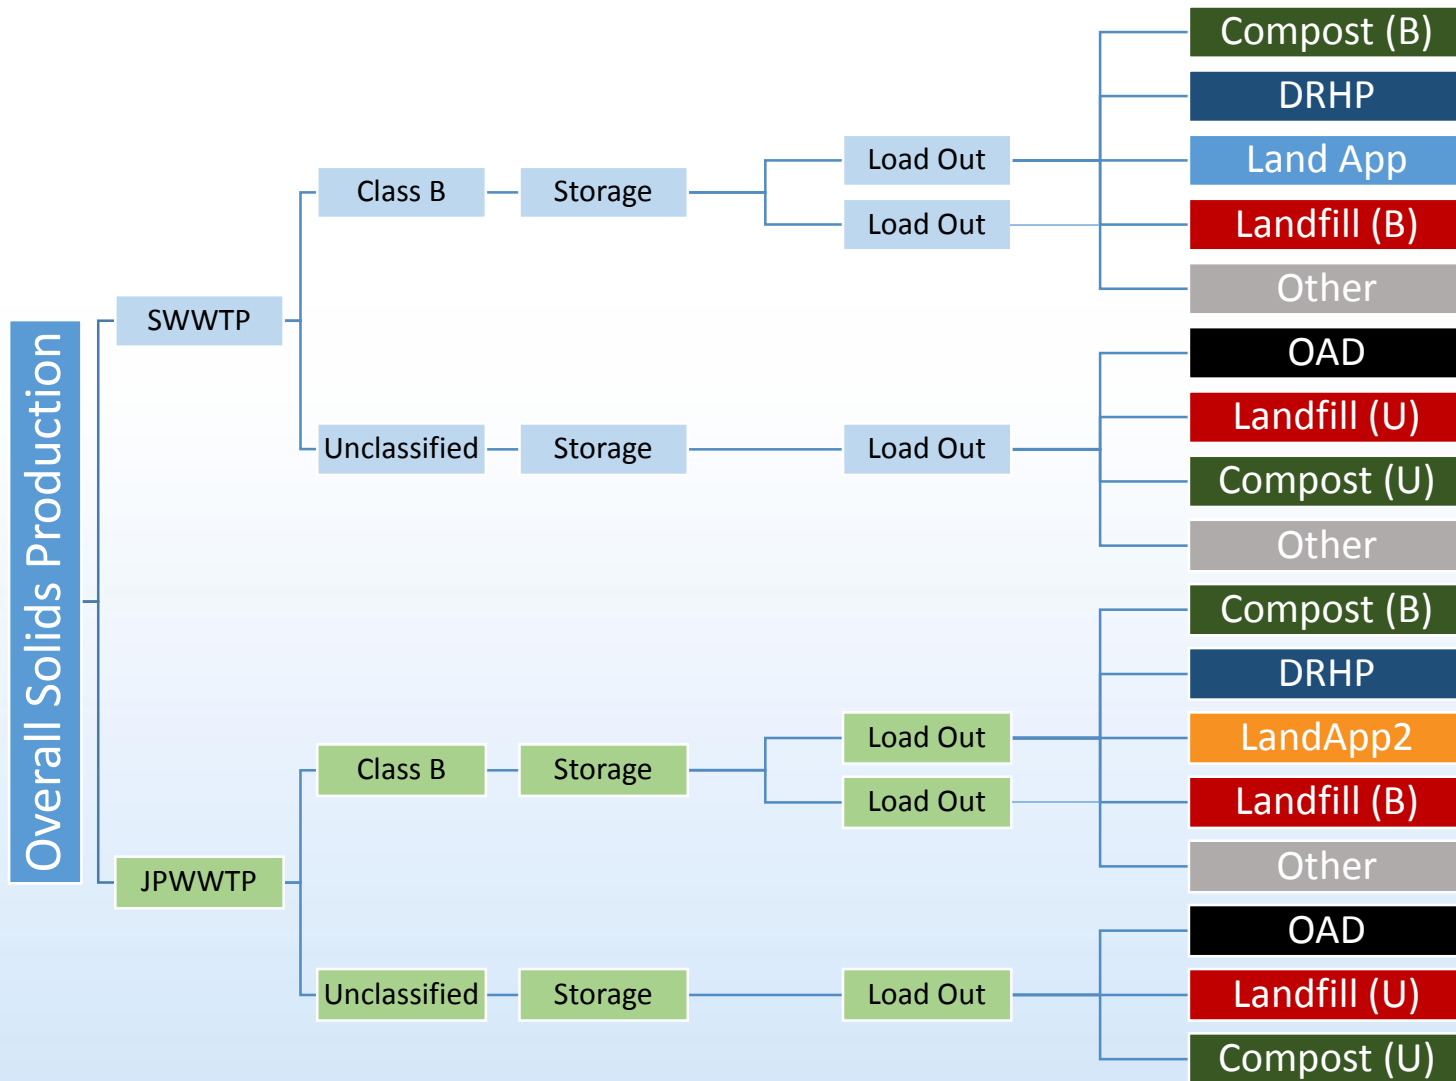 Overall Solids Production
SWWTP
Class B
Storage
Load Out
Load Out
Compost (B)
DRHP
Land App
Landfill (B)
Other
Unclassified
Storage
Load Out
OAD
Landfill (U)
Compost (U)
Other
JPWWTP
Class B
Storage
Load Out
Load Out
Compost (B)
DRHP
LandApp2
Landfill (B)
Other
Unclassified
Storage
Load Out
OAD
Landfill (U)
Compost (U)